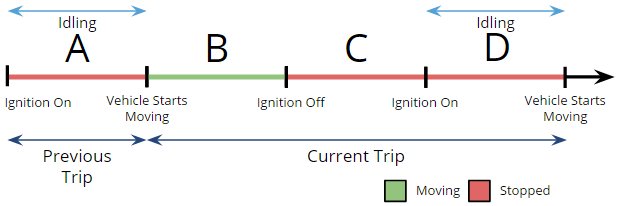 Idling
Idling
A
B
C
D
Ignition On
Vehicle Starts
Moving
Ignition Off
Ignition On
Vehicle Starts
Moving
Previous
Trip
Current Trip
Moving
Stopped